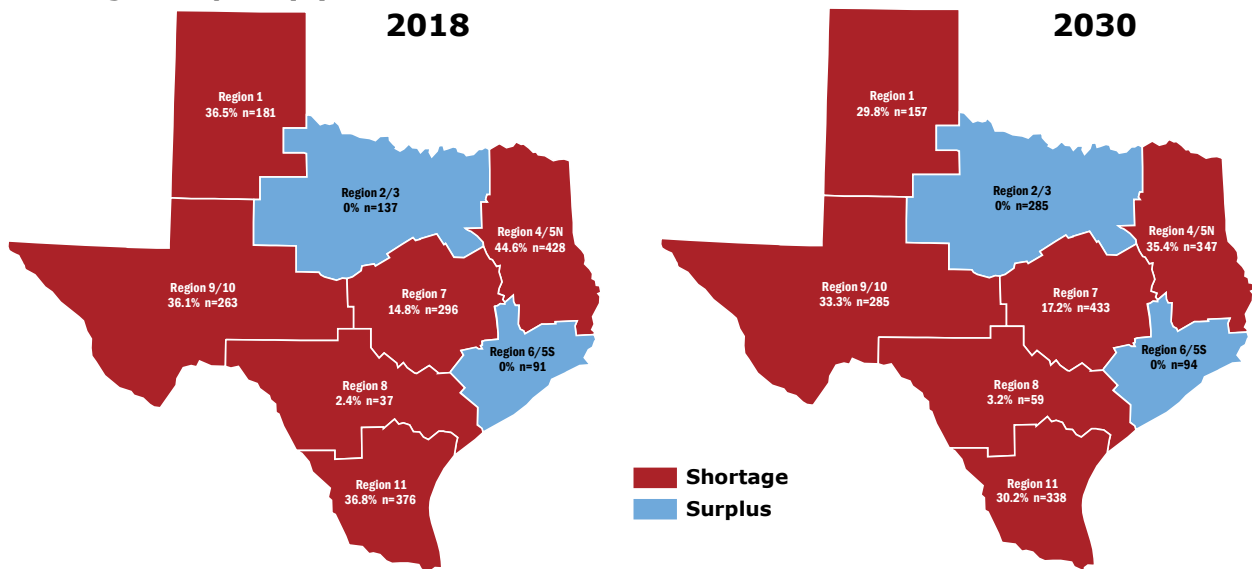 2018
Region 1
36.5% n=181
Region 2/3
0% n=137
Region 4/5N
44.6% n=428
Region 9/10
36.1% n=263
Region 7
14.8% n=296
Region 6/5S
0% n=91
Region 8
2.4% n=37
Region 11
36.8% n=376
2030
Region 1
29.8% n=157
Region 2/3
0% n=285
Region 4/5N
35.4% n=347
Region 9/10
33.3% n=285
Region 7
17.2% n=433
Region 6/5S
0% n=94
Region 8
3.2% n=59
Region 11
30.2% n=338
Shortage
Surplus